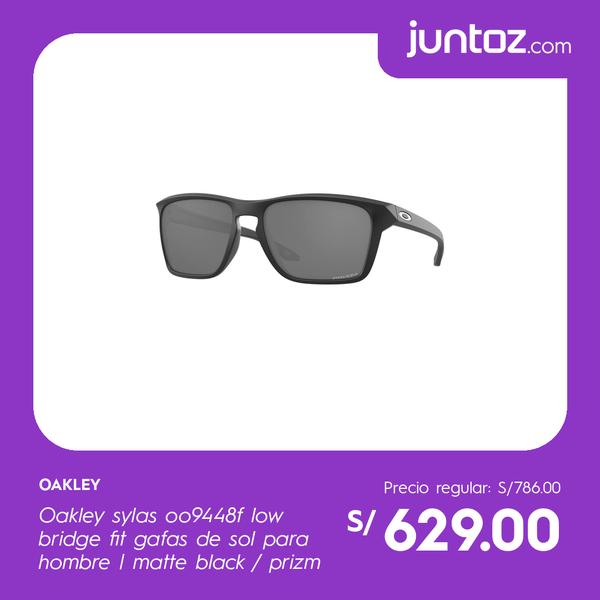 juntoz.com
OAKLEY
Oakley sylas oo9448f low
bridge fit gafas de sol para
hombre | matte black / prizm
Precio regular: S/786.00
S/ 629.00